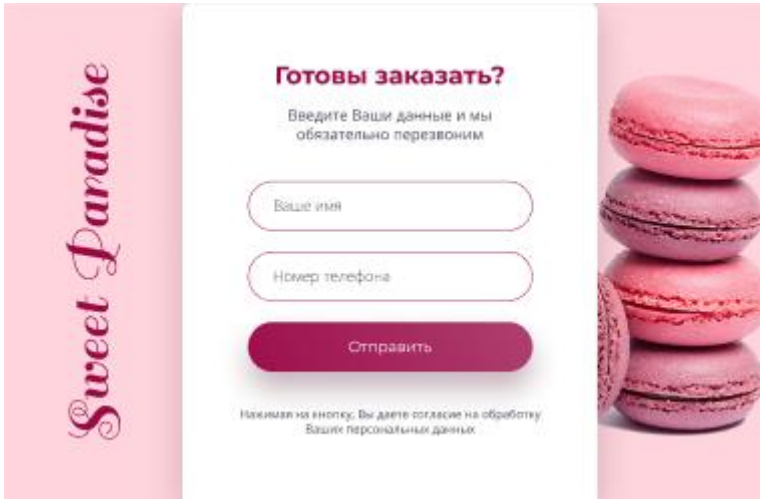 Sweet Paradise
Готовы заказать?
Введите Ваши данные и мы
обязательно перезвоним
Ваше имя
Номер телефона
Отправить
Нажимая на кнопку, Вы даете согласие на обработку
Ваших персональных данных